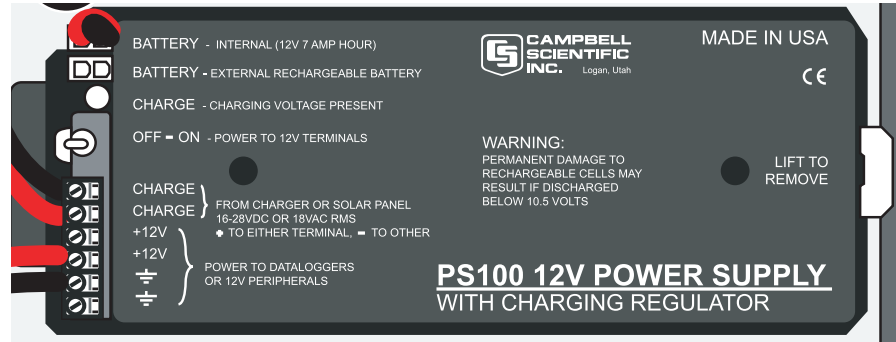 BATTERY - INTERNAL (12V 7 AMP HOUR)
BATTERY - EXTERNAL RECHARGEABLE BATTERY
CHARGE - CHARGING VOLTAGE PRESENT
OFF - ON - POWER TO 12V TERMINALS
CHARGE
CHARGE
+12V
+12V
FROM CHARGER OR SOLAR PANEL
16-28VDC OR 18VAC RMS
+ TO EITHER TERMINAL, - TO OTHER
POWER TO DATALOGGERS
OR 12V PERIPHERALS
CS
CAMPBELL
SCIENTIFIC
INC. Logan, Utah
MADE IN USA
CE
WARNING:
PERMANENT DAMAGE TO
RECHARGEABLE CELLS MAY
RESULT IF DISCHARGED
BELOW 10.5 VOLTS
LIFT TO
REMOVE
PS100 12V POWER SUPPLY
WITH CHARGING REGULATOR